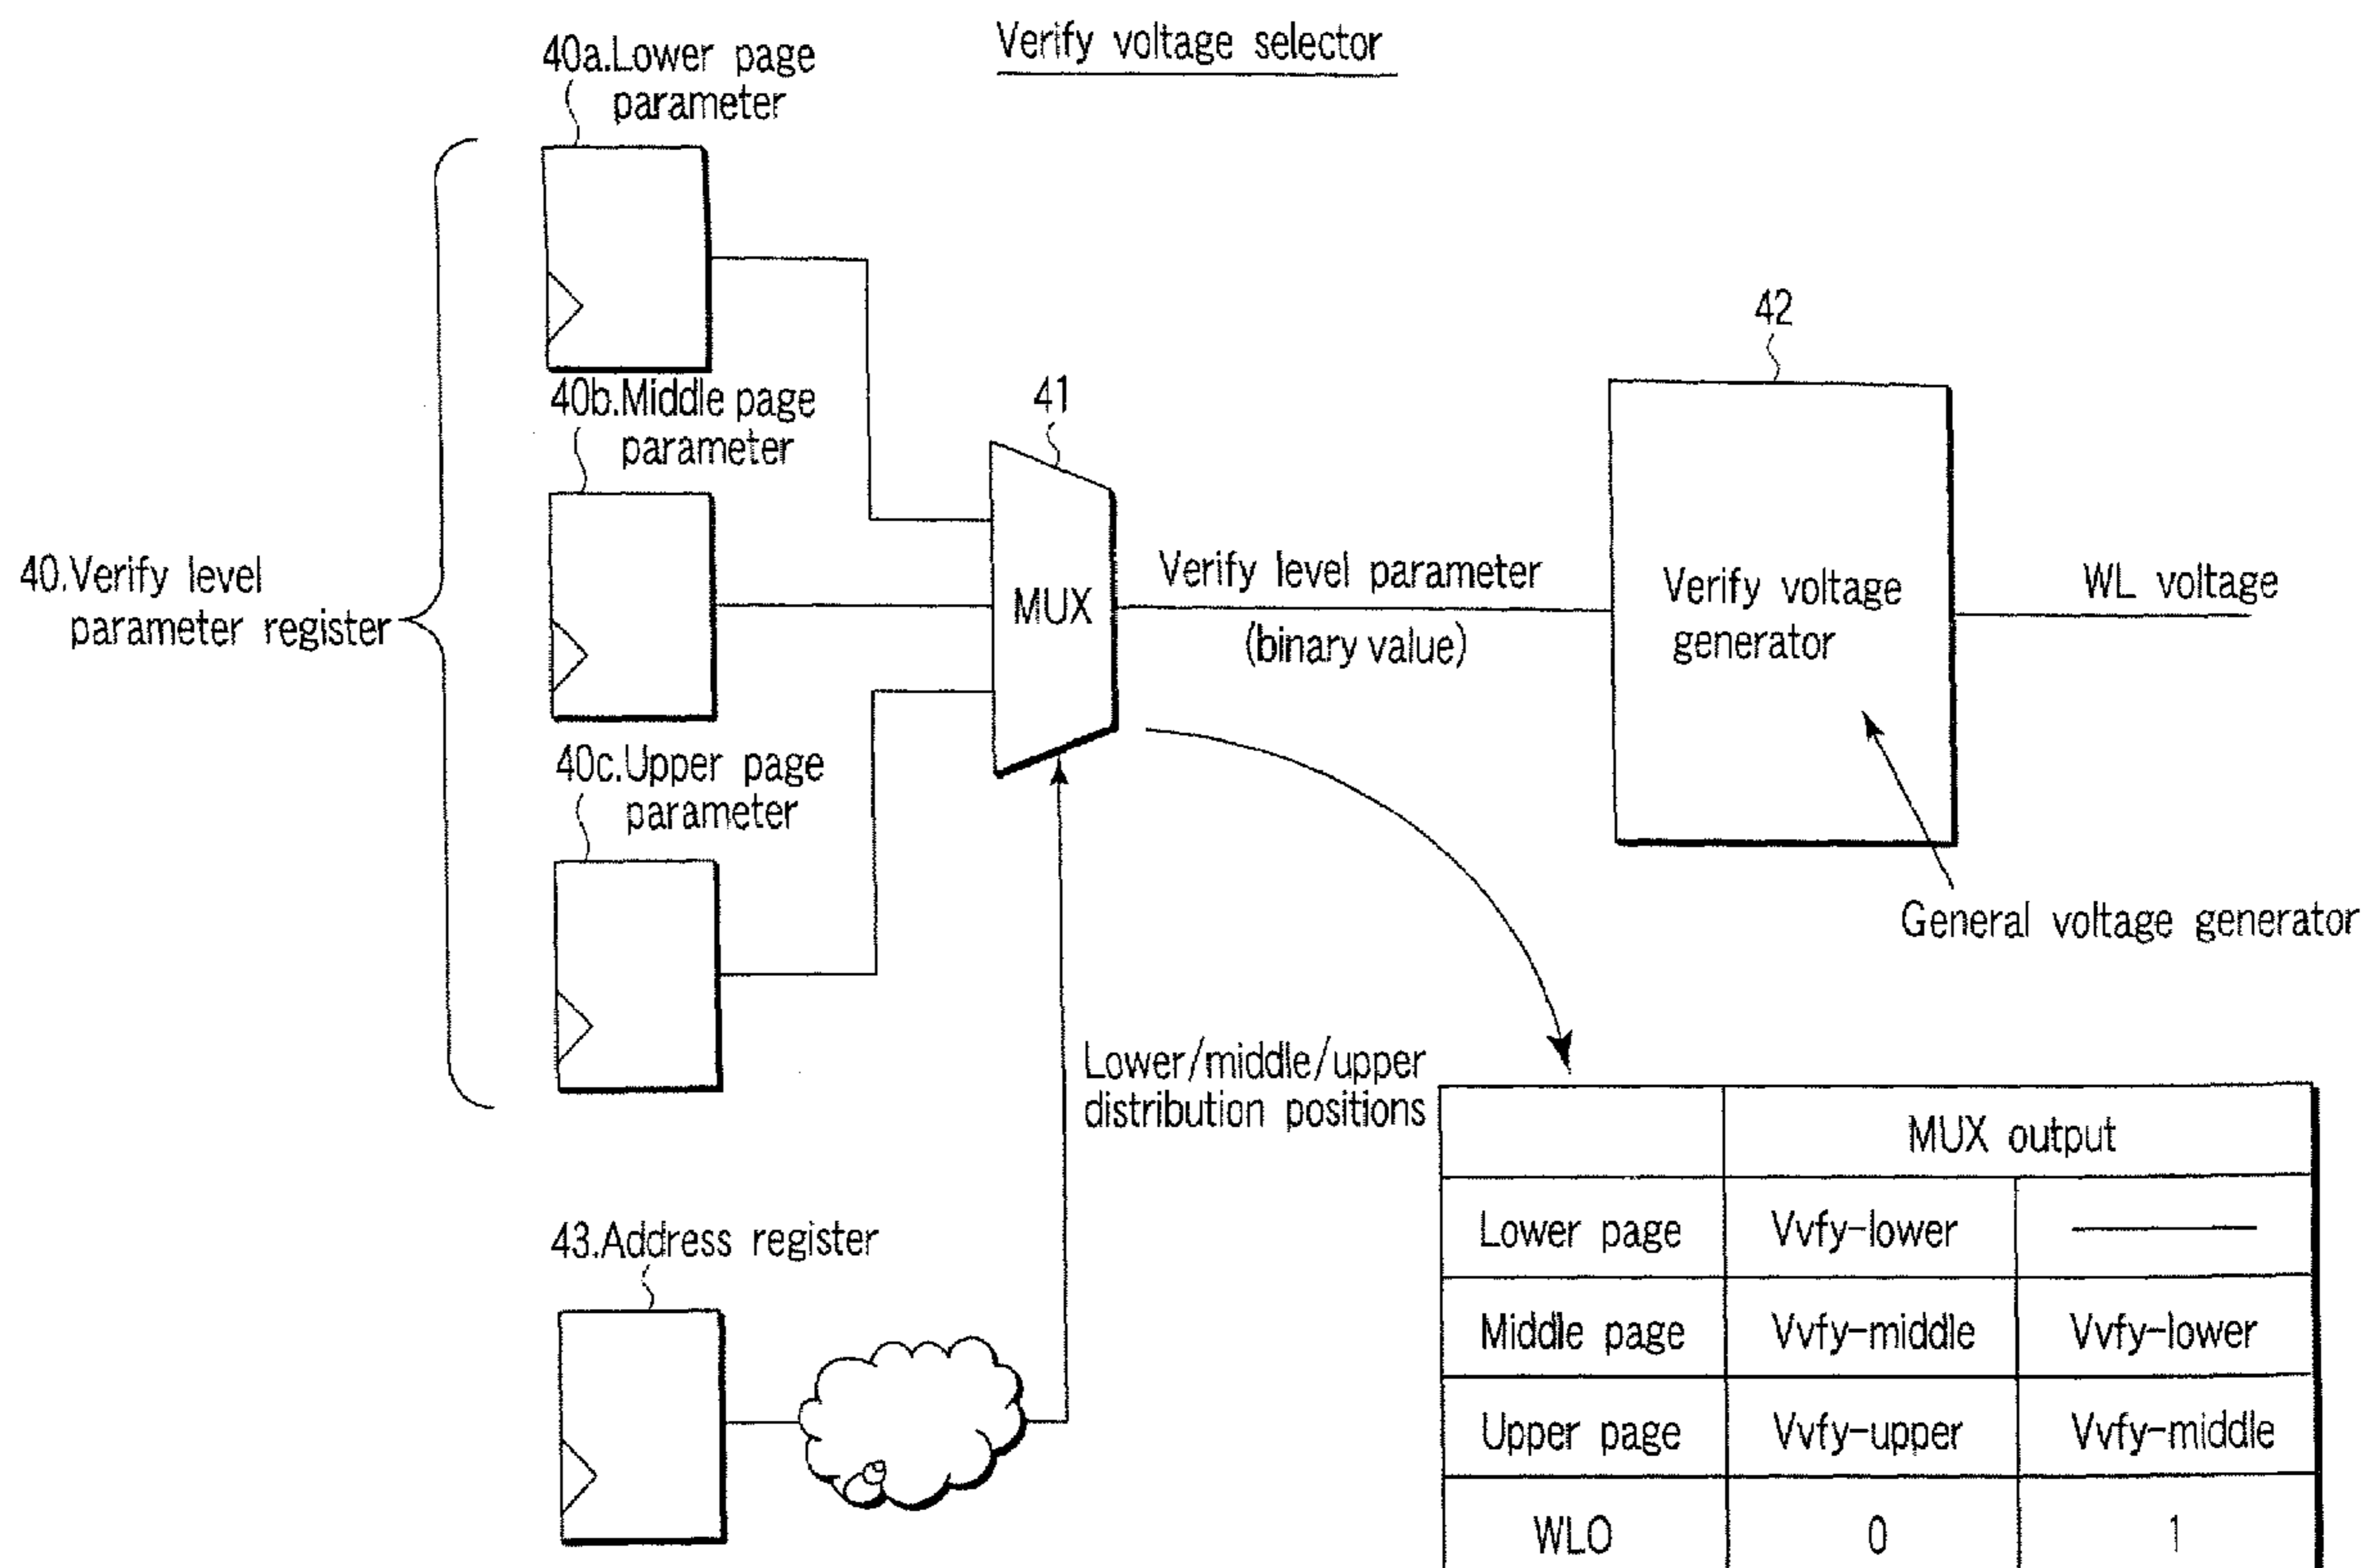 Verify voltage selector
40a.Lower page
parameter
40b.Middle page
parameter
40c.Upper page
parameter
40.Verify level
parameter register
41
MUX
Verify level parameter
(binary value)
42
Verify voltage
generator
WL voltage
General voltage generator
Lower/middle/upper
distribution positions
43.Address register
MUX output
Lower page Vvfy-lower
Middle page Vvfy-middle Vvfy-lower
Upper page Vvfy-upper Vvfy-middle
WLO 0 1